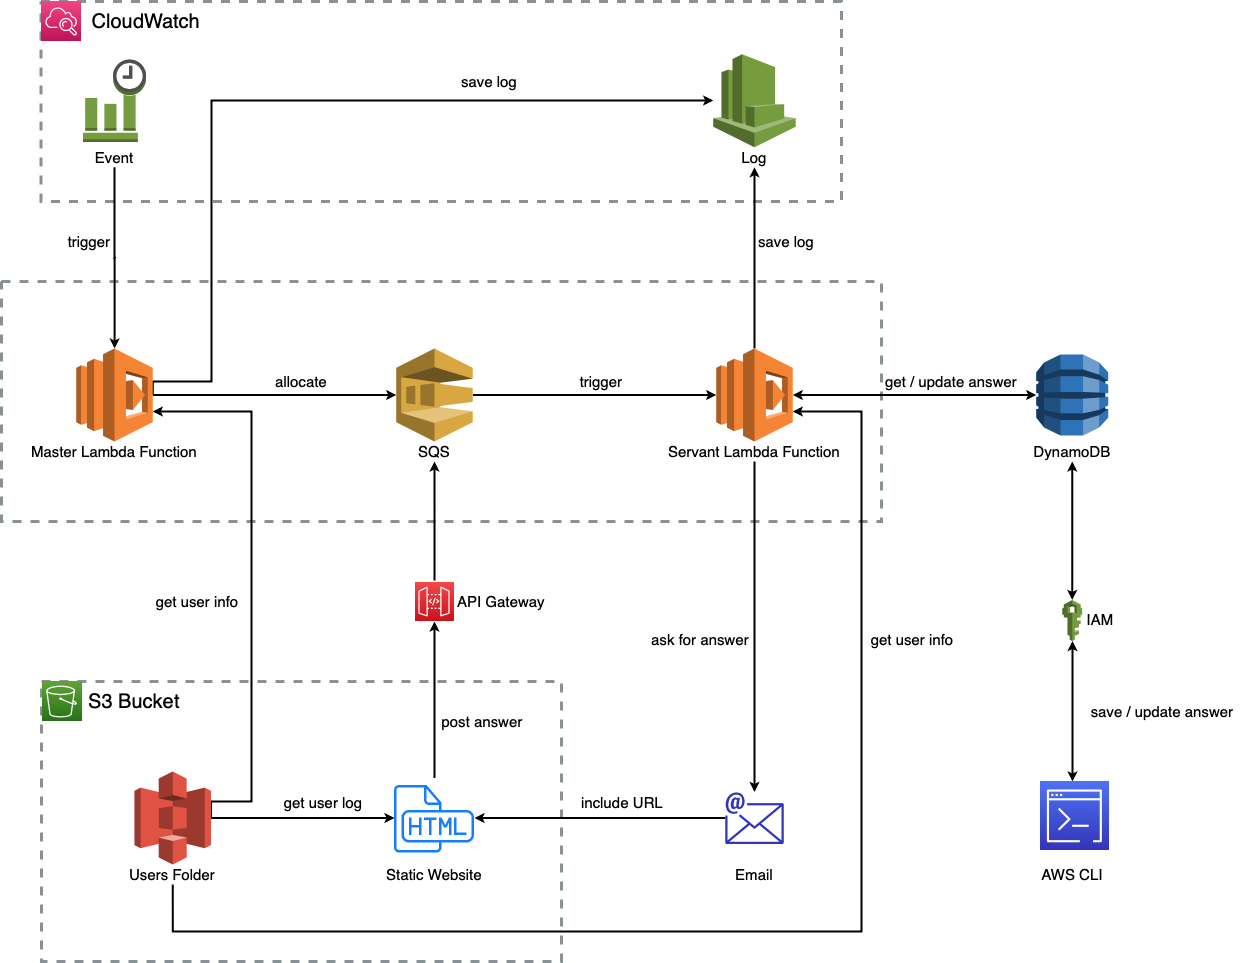 CloudWatch
save log
Event
Log
trigger
save log
allocate
trigger
get / update answer
Master Lambda Function
SQS
Servant Lambda Function
DynamoDB
get user info
API Gateway
</>
IAM
ask for answer
get user info
S3 Bucket
post answer
save / update answer
get user log
include URL
@
HTML
>_
Users Folder
Static Website
Email
AWS CLI